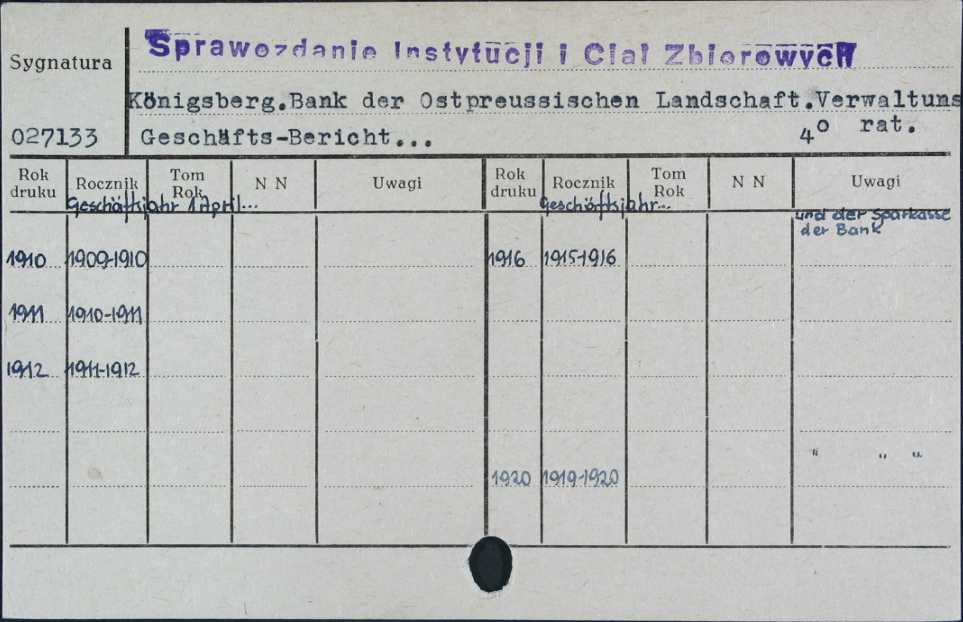 Sprawozdanie Instytucji i Ciał Zbiorowych
Sygnatura
Königsberg.Bank der Ostpreussischen Landschaft.Verwaltuns
027133 Geschäfts-Bericht... 4o rat.
Rok druku Rocznik Tom Rok N N Uwagi Rok druku Rocznik Tom Rok N N Uwagi
Geschäftsjahr 1 April... Geschäftsjahr...
und der Sparkasse
der Bank
1910 1909-1910 1916 1915-1916
1911 1910-1911
1912 1911-1912
" " "
1920 1919-1920